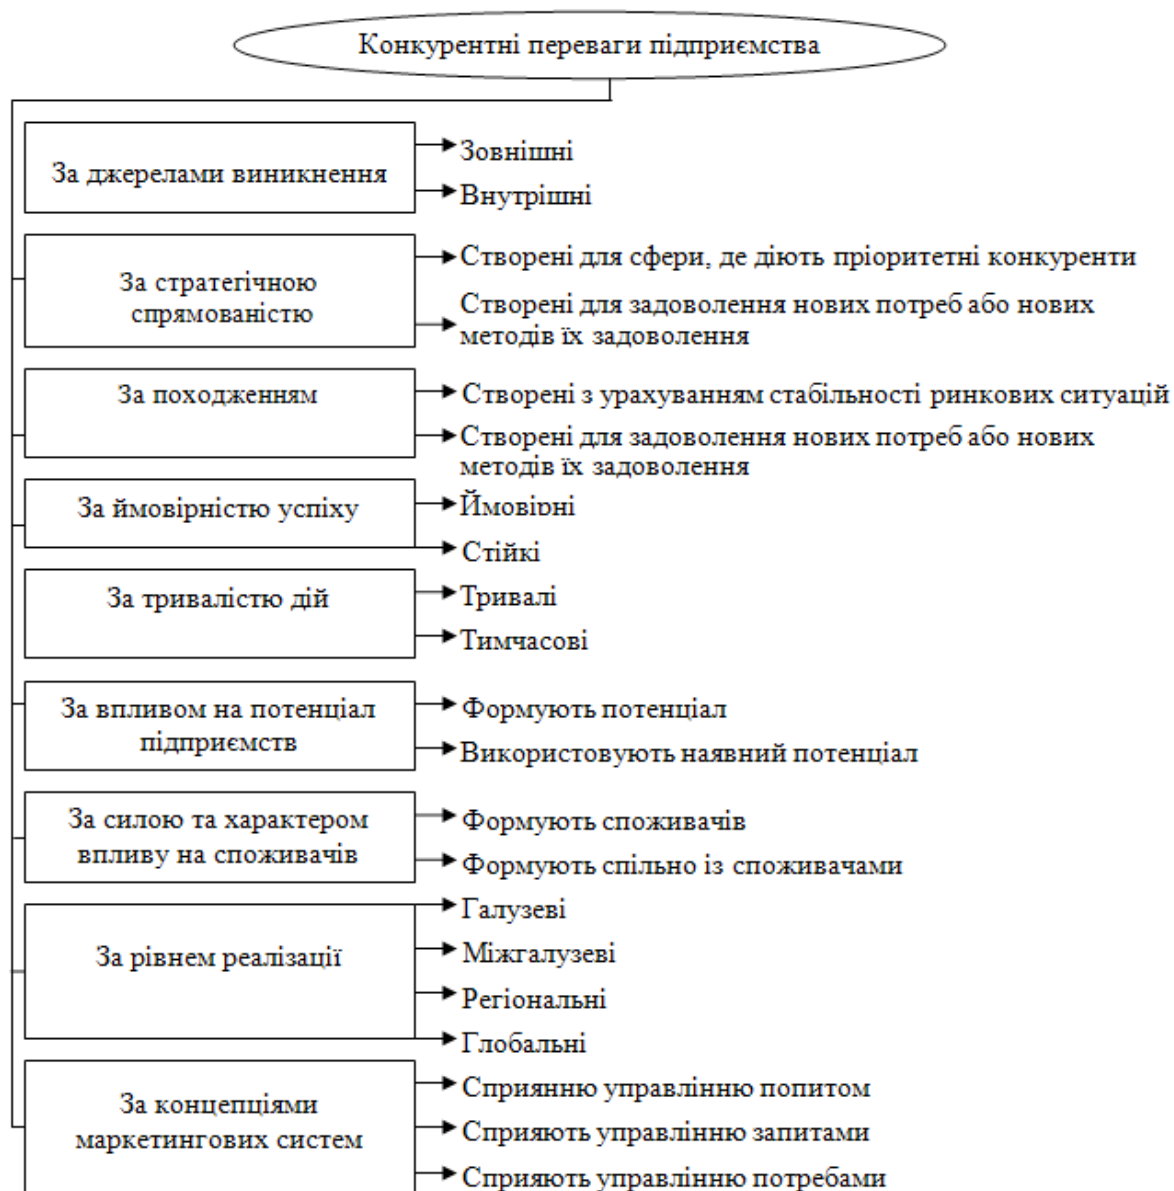 Конкурентні переваги підприємства
За джерелами виникнення
Зовнішні
Внутрішні
За стратегічною
спрямованістю
Створені для сфери, де діють пріоритетні конкуренти
Створені для задоволення нових потреб або нових
методів їх задоволення
За походженням
Створені з урахуванням стабільності ринкових ситуацій
Створені для задоволення нових потреб або нових
методів їх задоволення
За ймовірністю успіху
Ймовірні
Стійкі
За тривалістю дій
Тривалі
Тимчасові
За впливом на потенціал
підприємств
Формують потенціал
Використовують наявний потенціал
За силою та характером
впливу на споживачів
Формують споживачів
Формують спільно із споживачами
За рівнем реалізації
Галузеві
Міжгалузеві
Регіональні
Глобальні
За концепціями
маркетингових систем
Сприянню управлінню попитом
Сприяють управлінню запитами
Сприяють управлінню потребами